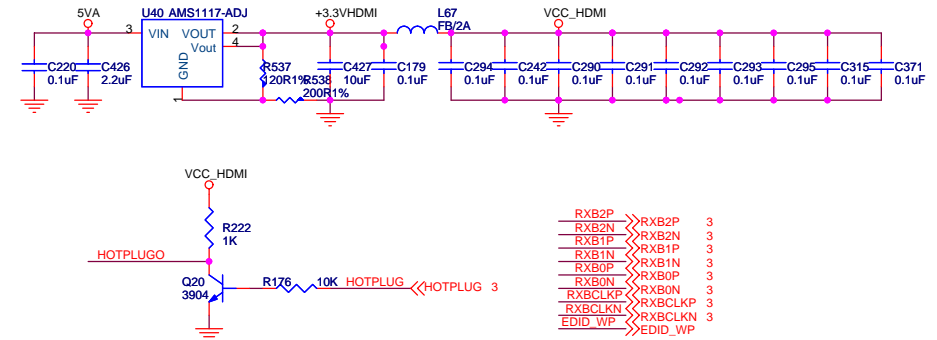 5VA
U40 AMS1117-ADJ
+3.3VHDMI
L67
FB/2A
VCC_HDMI
3
VIN
VOUT
2
Vout
4
GND
1
C220
0.1uF
C426
2.2uF
R537
120R1%
R538
200R1%
C427
10uF
C179
0.1uF
C294
0.1uF
C242
0.1uF
C290
0.1uF
C291
0.1uF
C292
0.1uF
C293
0.1uF
C295
0.1uF
C315
0.1uF
C371
0.1uF
VCC_HDMI
R222
1K
HOTPLUGO
Q20
3904
R176
10K
HOTPLUG
HOTPLUG 3
RXB2P RXB2P 3
RXB2N RXB2N 3
RXB1P RXB1P 3
RXB1N RXB1N 3
RXB0P RXB0P 3
RXB0N RXB0N 3
RXBCLKP RXBCLKP 3
RXBCLKN RXBCLKN 3
EDID_WP EDID_WP